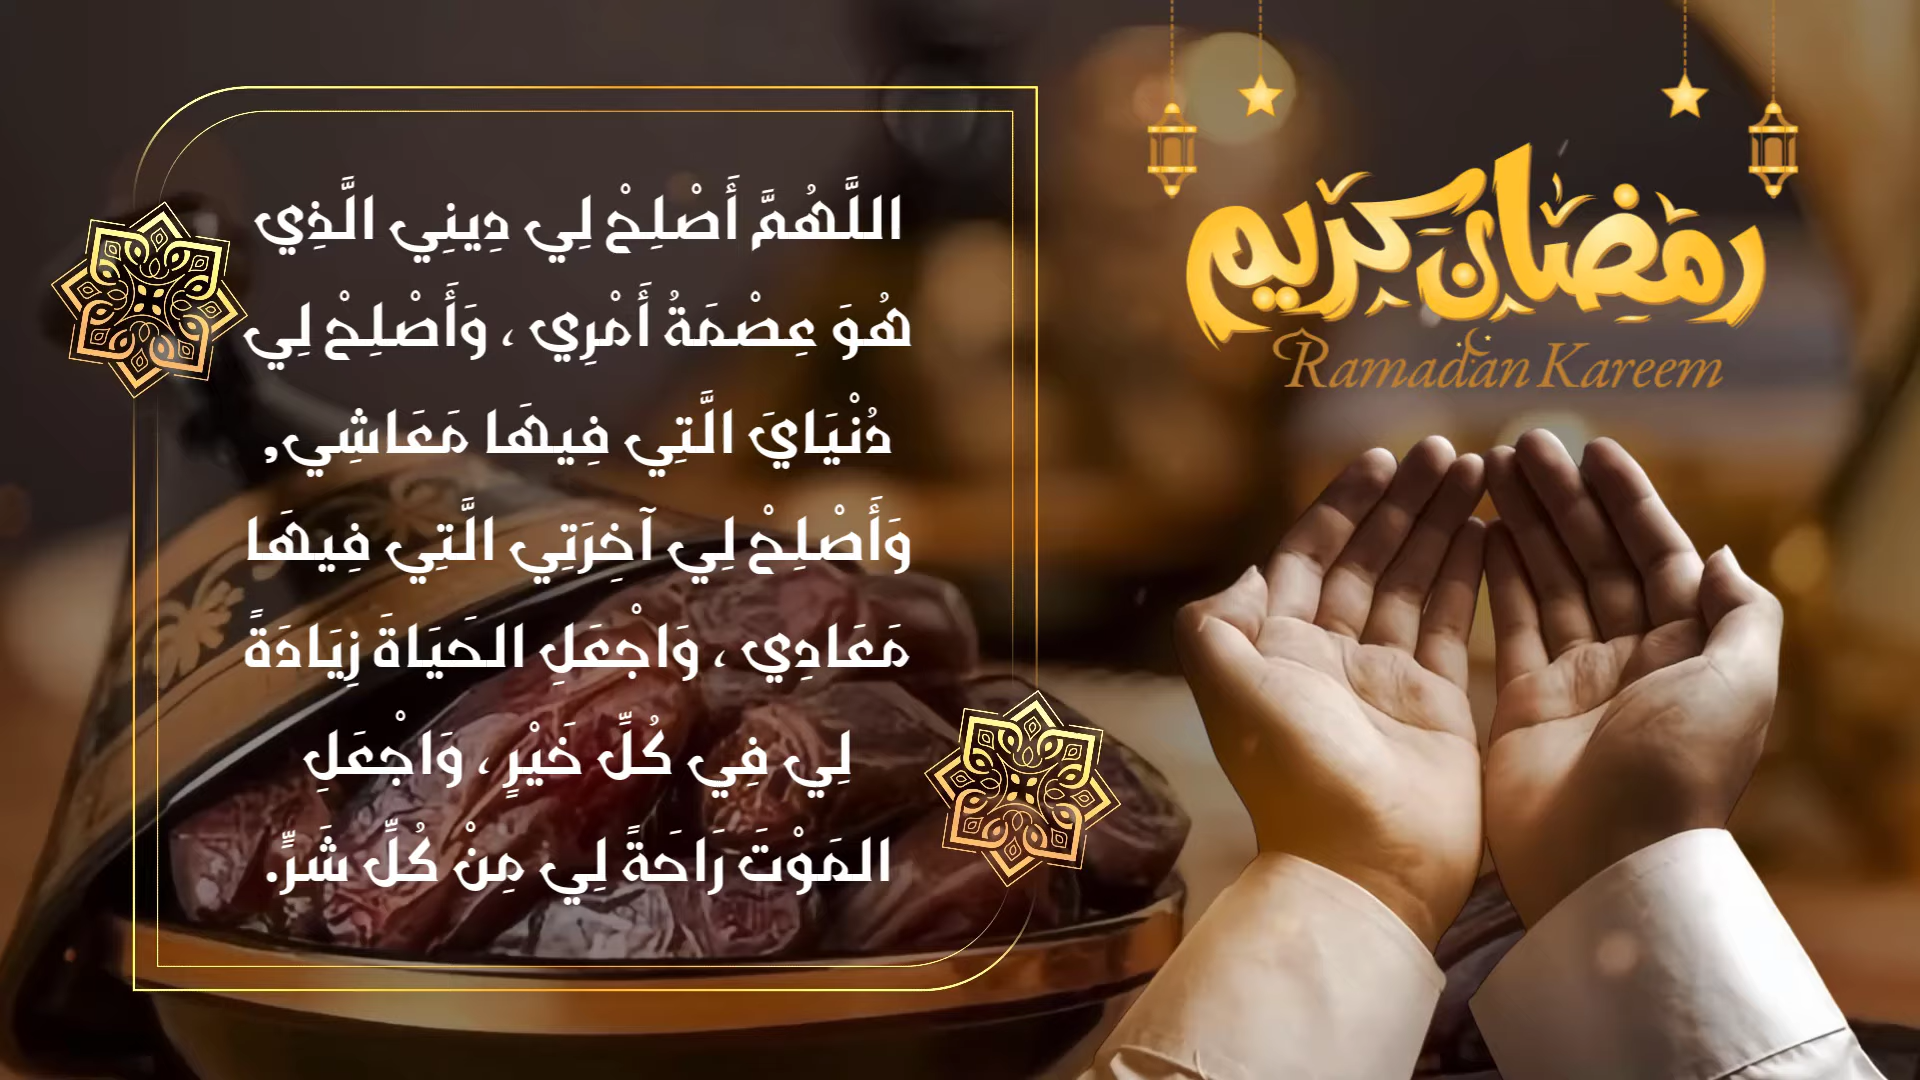 اللَّهُمَّ أَصْلِحْ لِي دِينِي الَّذِي
هُوَ عِصْمَةُ أَمْرِي ، وَأَصْلِحْ لِي
دُنْيَايَ الَّتِي فِيهَا مَعَاشِي,
وَأَصْلِحْ لِي آخِرَتِي الَّتِي فِيهَا
مَعَادِي ، وَاجْعَلِ الحَيَاةَ زِيَادَةً
لِي فِي كُلِّ خَيْرٍ ، وَاجْعَلِ
المَوْتَ رَاحَةً لِي مِنْ كُلِّ شَرٍّ.
رمضان كريم
Ramadan Kareem